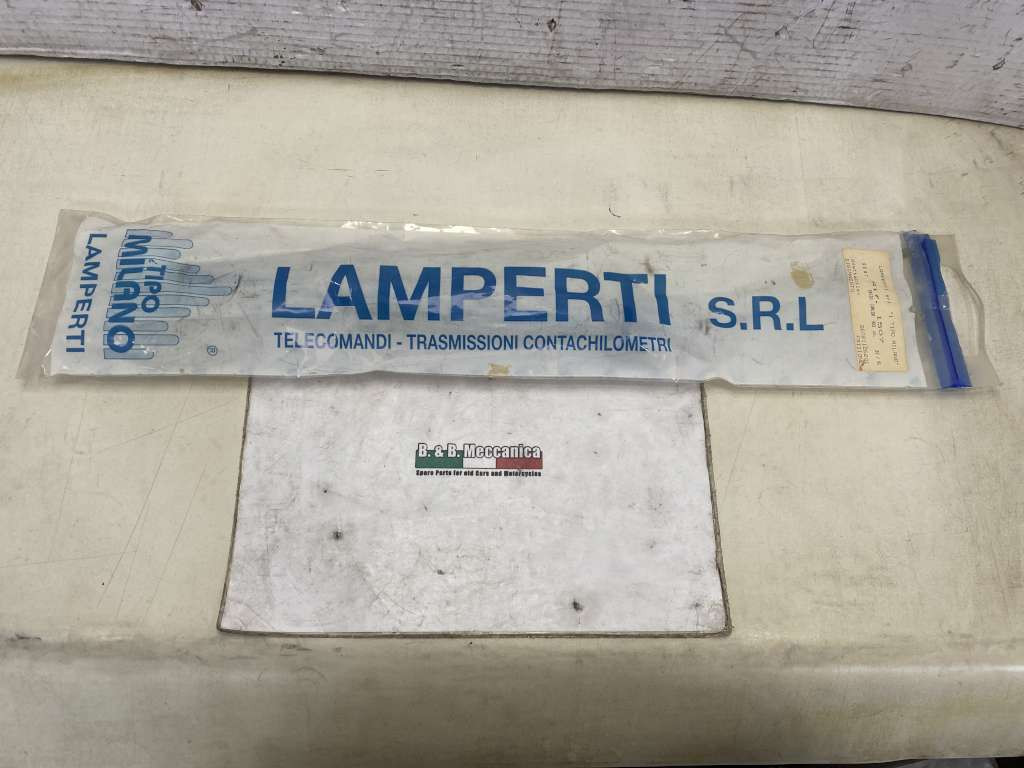 TIPO
MILANO
LAMPERTI
®
LAMPERTI S.R.L
TELECOMANDI - TRASMISSIONI CONTACHILOMETRI
B. & B. Meccanica
Spare Parts for old Cars and Motorcycles